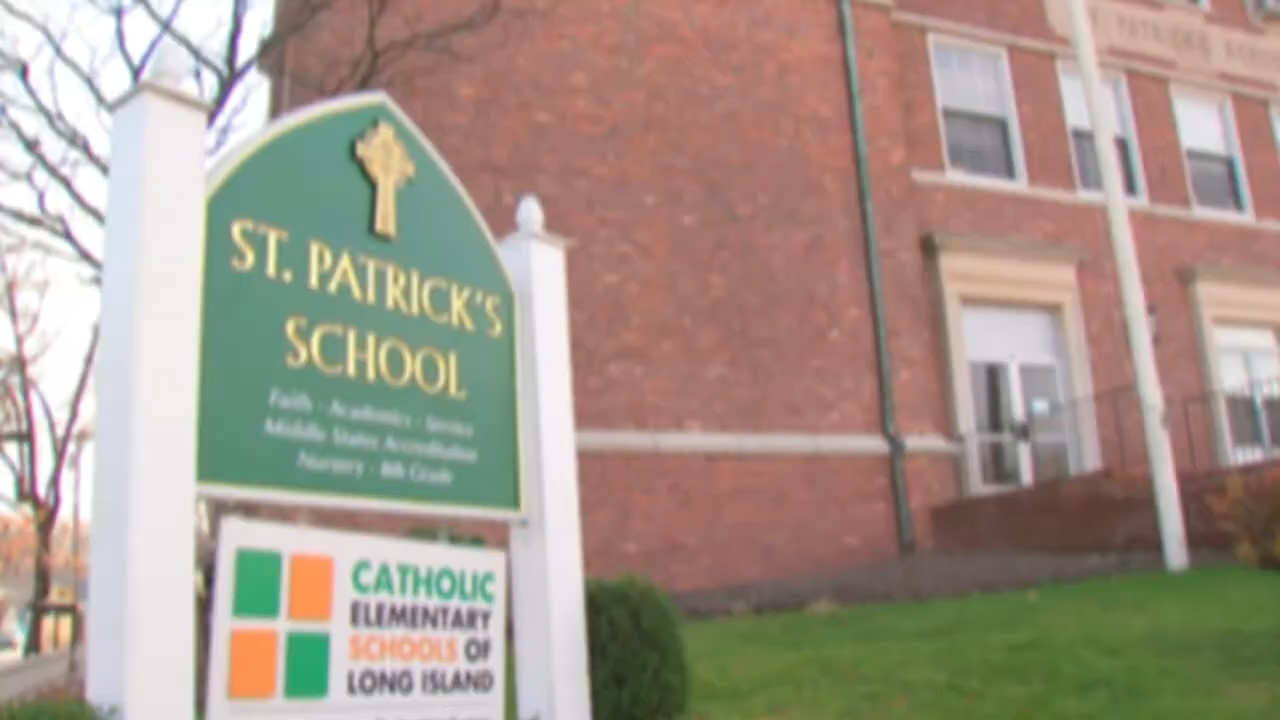 ST. PATRICK'S
SCHOOL
Faith - Academics - Service
Middle States Accreditation
Nursery - 8th Grade
CATHOLIC
ELEMENTARY
SCHOOLS OF
LONG ISLAND